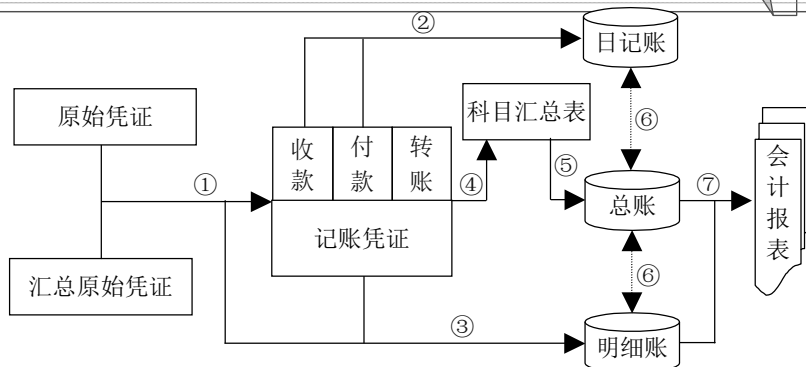 ②
日记账
原始凭证
科目汇总表
⑥
收款
付款
转账
会计报表
①
④
⑤
⑦
总账
记账凭证
汇总原始凭证
⑥
③
明细账